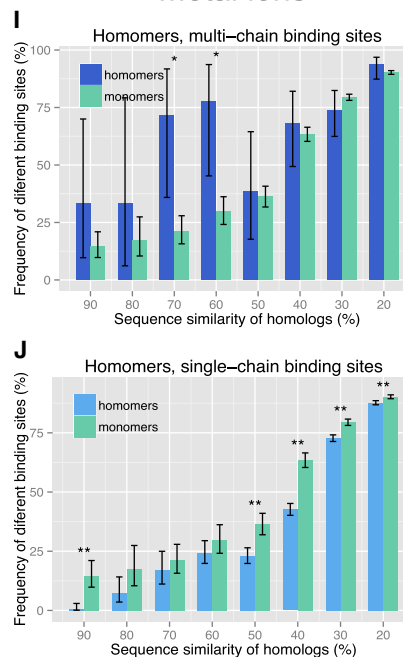 I
Homomers, multi–chain binding sites
Frequency of diferent binding sites (%)
100
75
50
25
0
homomers
monomers
*
*
90 80 70 60 50 40 30 20
Sequence similarity of homologs (%)
J
Homomers, single–chain binding sites
Frequency of diferent binding sites (%)
75
50
25
0
homomers
monomers
**
**
**
**
**
90 80 70 60 50 40 30 20
Sequence similarity of homologs (%)